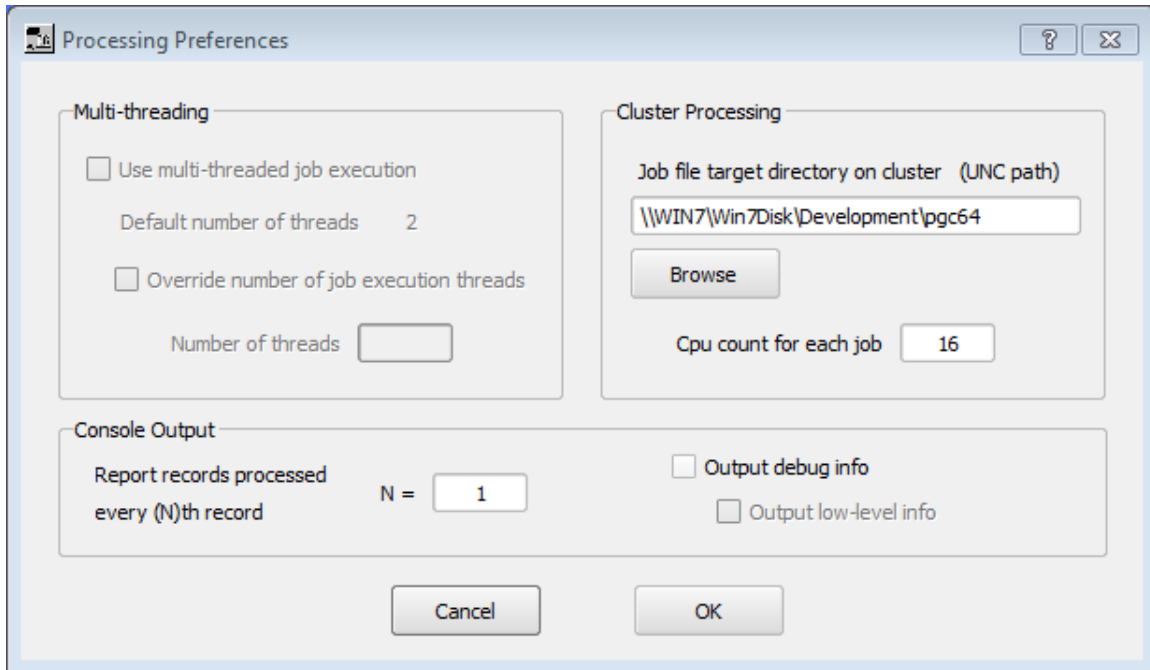 Processing Preferences
Multi-threading
Use multi-threaded job execution
Default number of threads 2
Override number of job execution threads
Number of threads
Cluster Processing
Job file target directory on cluster (UNC path)
\\WIN7\Win7Disk\Development\pgc64
Browse
Cpu count for each job 16
Console Output
Report records processed
every (N)th record
N = 1
Output debug info
Output low-level info
Cancel OK